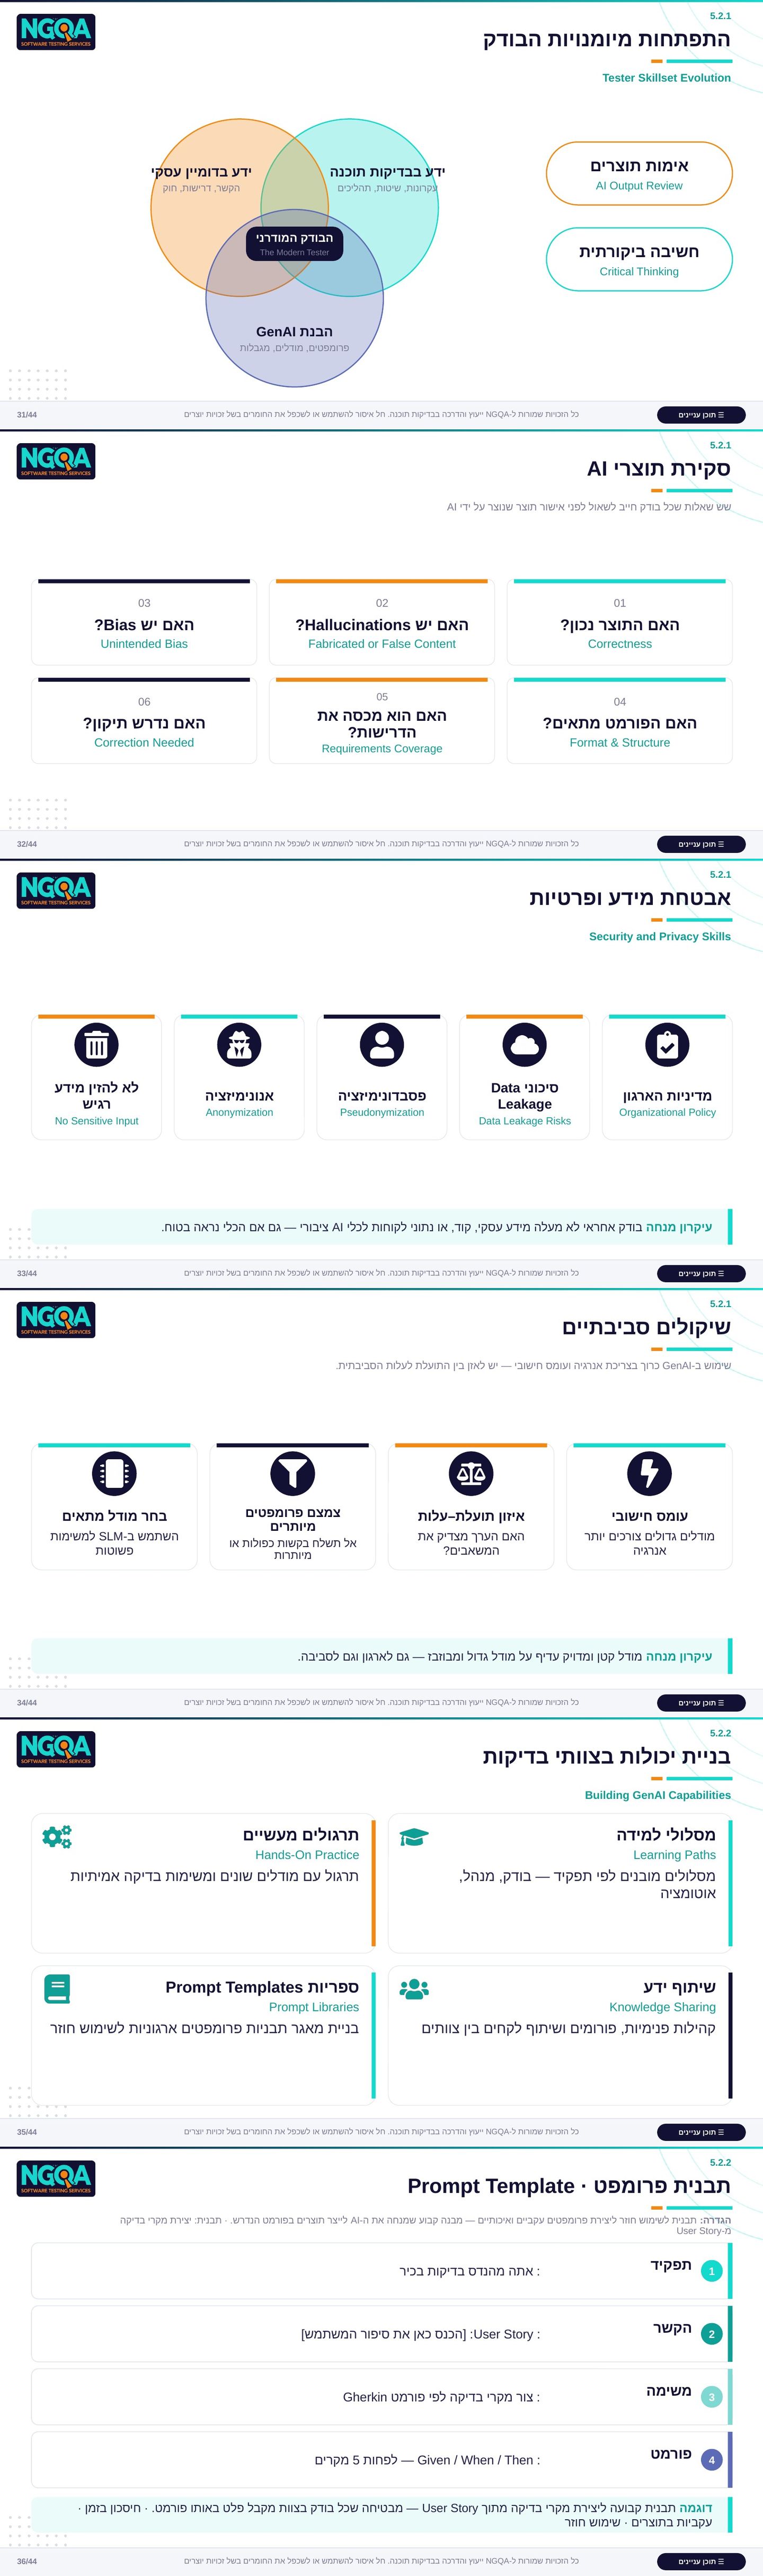 5.2.1
התפתחות מיומנויות הבודק
Tester Skillset Evolution
NGQA
SOFTWARE TESTING SERVICES
אימות תוצרים
AI Output Review
חשיבה ביקורתית
Critical Thinking
ידע בבדיקות תוכנה
עקרונות, שיטות, תהליכים
ידע בדומיין עסקי
הקשר, דרישות, חוק
הבודק המודרני
The Modern Tester
הבנת GenAI
פרומפטים, מודלים, מגבלות
☰ תוכן עניינים
כל הזכויות שמורות ל-NGQA ייעוץ והדרכה בבדיקות תוכנה. חל איסור להשתמש או לשכפל את החומרים בשל זכויות יוצרים
31/44
5.2.1
סקירת תוצרי AI
שש שאלות שכל בודק חייב לשאול לפני אישור תוצר שנוצר על ידי AI
NGQA
SOFTWARE TESTING SERVICES
01
האם התוצר נכון?
Correctness
02
האם יש Hallucinations?
Fabricated or False Content
03
האם יש Bias?
Unintended Bias
04
האם הפורמט מתאים?
Format & Structure
05
האם הוא מכסה את
הדרישות?
Requirements Coverage
06
האם נדרש תיקון?
Correction Needed
☰ תוכן עניינים
כל הזכויות שמורות ל-NGQA ייעוץ והדרכה בבדיקות תוכנה. חל איסור להשתמש או לשכפל את החומרים בשל זכויות יוצרים
32/44
5.2.1
אבטחת מידע ופרטיות
Security and Privacy Skills
NGQA
SOFTWARE TESTING SERVICES
מדיניות הארגון
Organizational Policy
סיכוני Data
Leakage
Data Leakage Risks
פסבדונימיזציה
Pseudonymization
אנונימיזציה
Anonymization
לא להזין מידע
רגיש
No Sensitive Input
עיקרון מנחה בודק אחראי לא מעלה מידע עסקי, קוד, או נתוני לקוחות לכלי AI ציבורי — גם אם הכלי נראה בטוח.
☰ תוכן עניינים
כל הזכויות שמורות ל-NGQA ייעוץ והדרכה בבדיקות תוכנה. חל איסור להשתמש או לשכפל את החומרים בשל זכויות יוצרים
33/44
5.2.1
שיקולים סביבתיים
שימוש ב-GenAI כרוך בצריכת אנרגיה ועומס חישובי — יש לאזן בין התועלת לעלות הסביבתית.
NGQA
SOFTWARE TESTING SERVICES
עומס חישובי
מודלים גדולים צורכים יותר
אנרגיה
איזון תועלת–עלות
האם הערך מצדיק את
המשאבים?
צמצם פרומפטים
מיותרים
אל תשלח בקשות כפולות או
מיותרות
בחר מודל מתאים
השתמש ב-SLM למשימות
פשוטות
עיקרון מנחה מודל קטן ומדויק עדיף על מודל גדול ומבוזבז — גם לארגון וגם לסביבה.
☰ תוכן עניינים
כל הזכויות שמורות ל-NGQA ייעוץ והדרכה בבדיקות תוכנה. חל איסור להשתמש או לשכפל את החומרים בשל זכויות יוצרים
34/44
5.2.2
בניית יכולות בצוותי בדיקות
Building GenAI Capabilities
NGQA
SOFTWARE TESTING SERVICES
מסלולי למידה
Learning Paths
מסלולים מובנים לפי תפקיד — בודק, מנהל,
אוטומציה
תרגולים מעשיים
Hands-On Practice
תרגול עם מודלים שונים ומשימות בדיקה אמיתיות
שיתוף ידע
Knowledge Sharing
קהילות פנימיות, פורומים ושיתוף לקחים בין צוותים
ספריות Prompt Templates
Prompt Libraries
בניית מאגר תבניות פרומפטים ארגוניות לשימוש חוזר
☰ תוכן עניינים
כל הזכויות שמורות ל-NGQA ייעוץ והדרכה בבדיקות תוכנה. חל איסור להשתמש או לשכפל את החומרים בשל זכויות יוצרים
35/44
5.2.2
תבנית פרומפט · Prompt Template
NGQA
SOFTWARE TESTING SERVICES
הגדרה: תבנית לשימוש חוזר ליצירת פרומפטים עקביים ואיכותיים — מבנה קבוע שמנחה את ה-AI לייצר תוצרים בפורמט הנדרש. · תבנית: יצירת מקרי בדיקה
מ-User Story
1
תפקיד
: אתה מהנדס בדיקות בכיר
2
הקשר
: User Story: [הכנס כאן את סיפור המשתמש]
3
משימה
: צור מקרי בדיקה לפי פורמט Gherkin
4
פורמט
: Given / When / Then — לפחות 5 מקרים
דוגמה תבנית קבועה ליצירת מקרי בדיקה מתוך User Story — מבטיחה שכל בודק בצוות מקבל פלט באותו פורמט. · חיסכון בזמן ·
עקביות בתוצרים · שימוש חוזר
☰ תוכן עניינים
כל הזכויות שמורות ל-NGQA ייעוץ והדרכה בבדיקות תוכנה. חל איסור להשתמש או לשכפל את החומרים בשל זכויות יוצרים
36/44